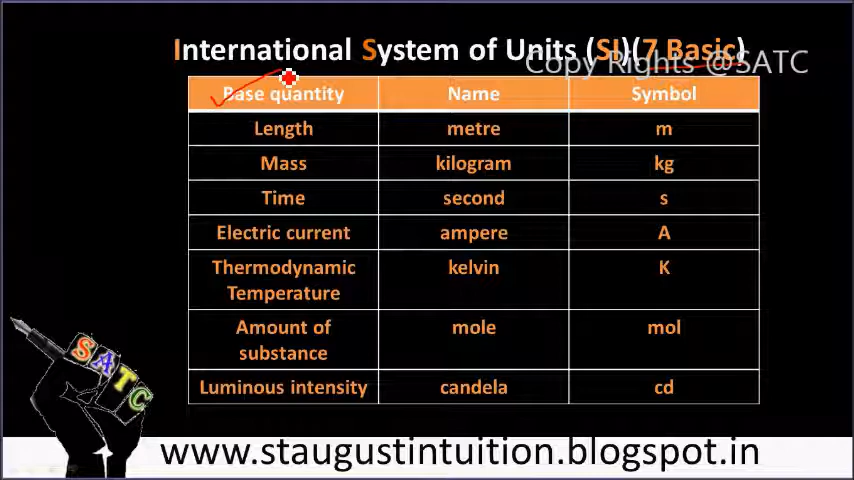 International System of Units (SI)(7 Basic)
Copy Rights @SATC
Base quantity Name Symbol
Length metre m
Mass kilogram kg
Time second s
Electric current ampere A
Thermodynamic Temperature kelvin K
Amount of substance mole mol
Luminous intensity candela cd
SATC
www.staugustintuition.blogspot.in